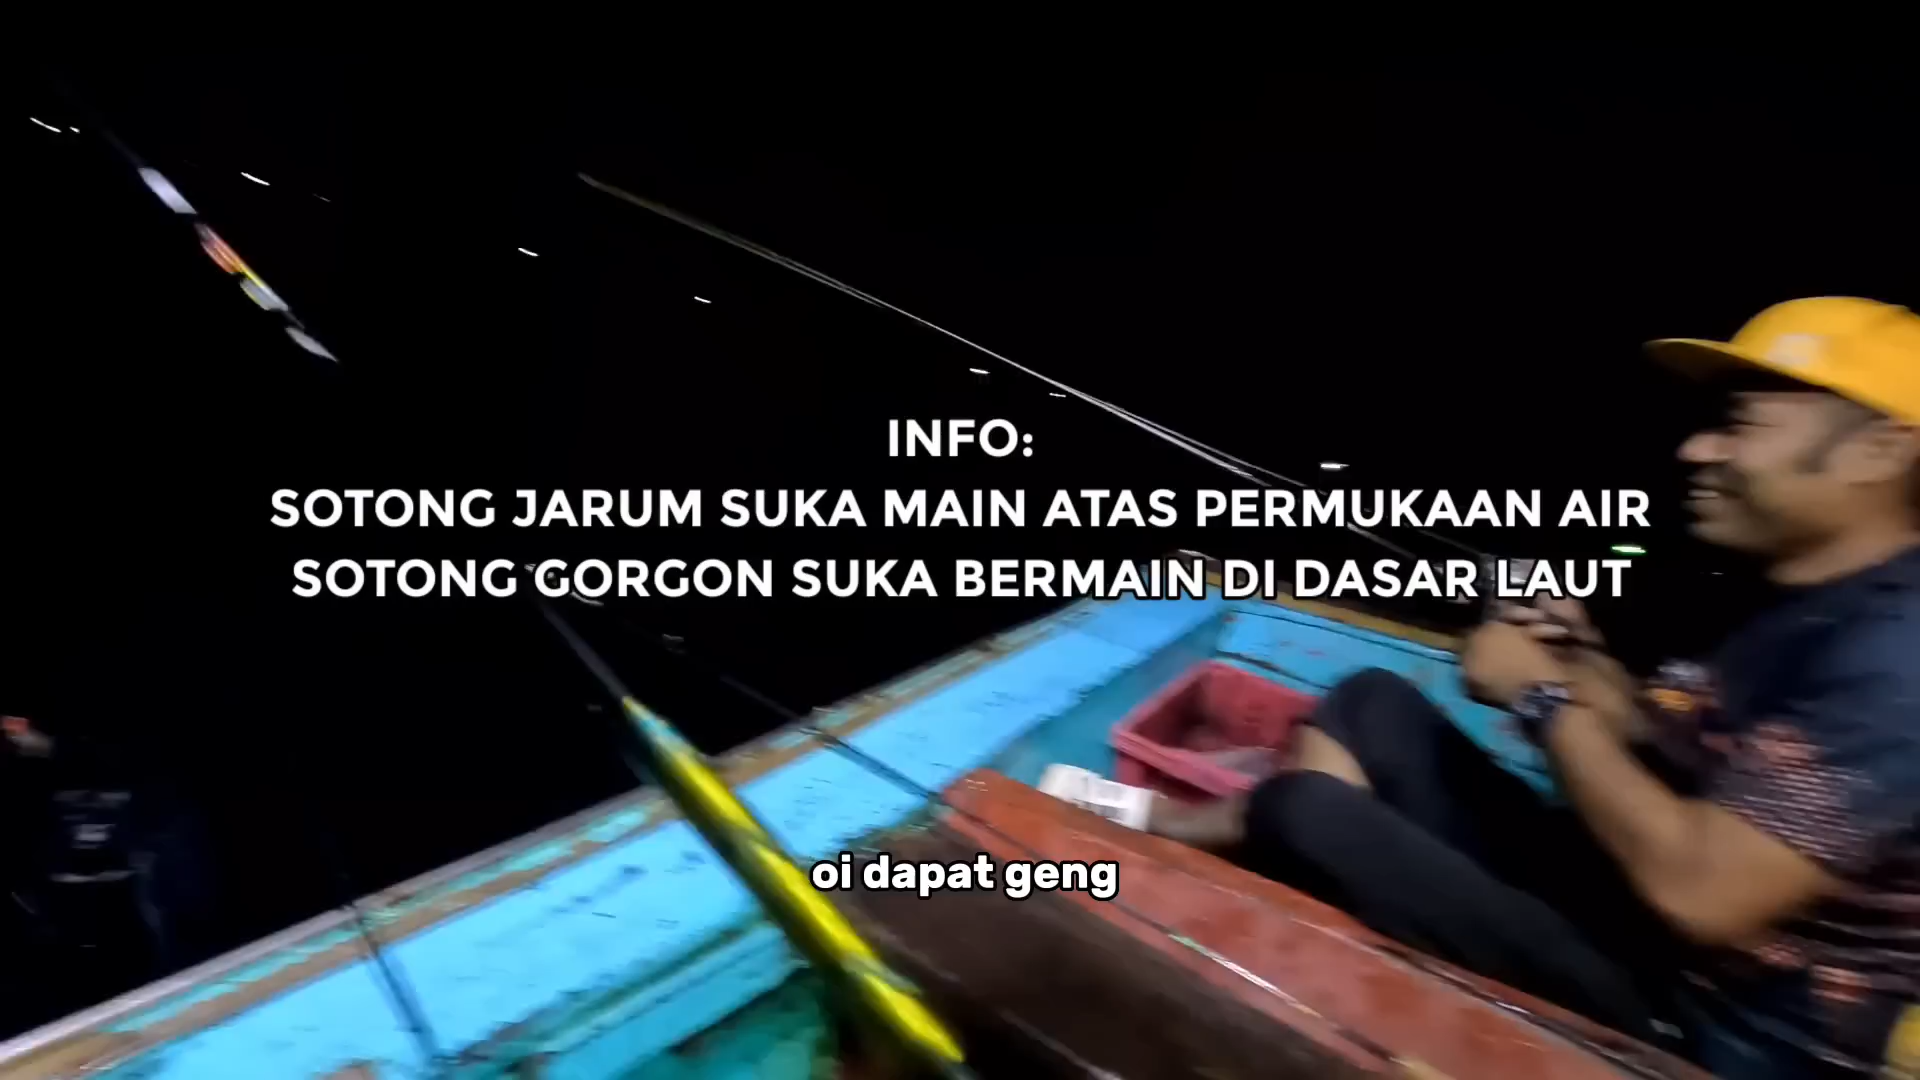 INFO:
SOTONG JARUM SUKA MAIN ATAS PERMUKAAN AIR
SOTONG GORGON SUKA BERMAIN DI DASAR LAUT
oi dapat geng